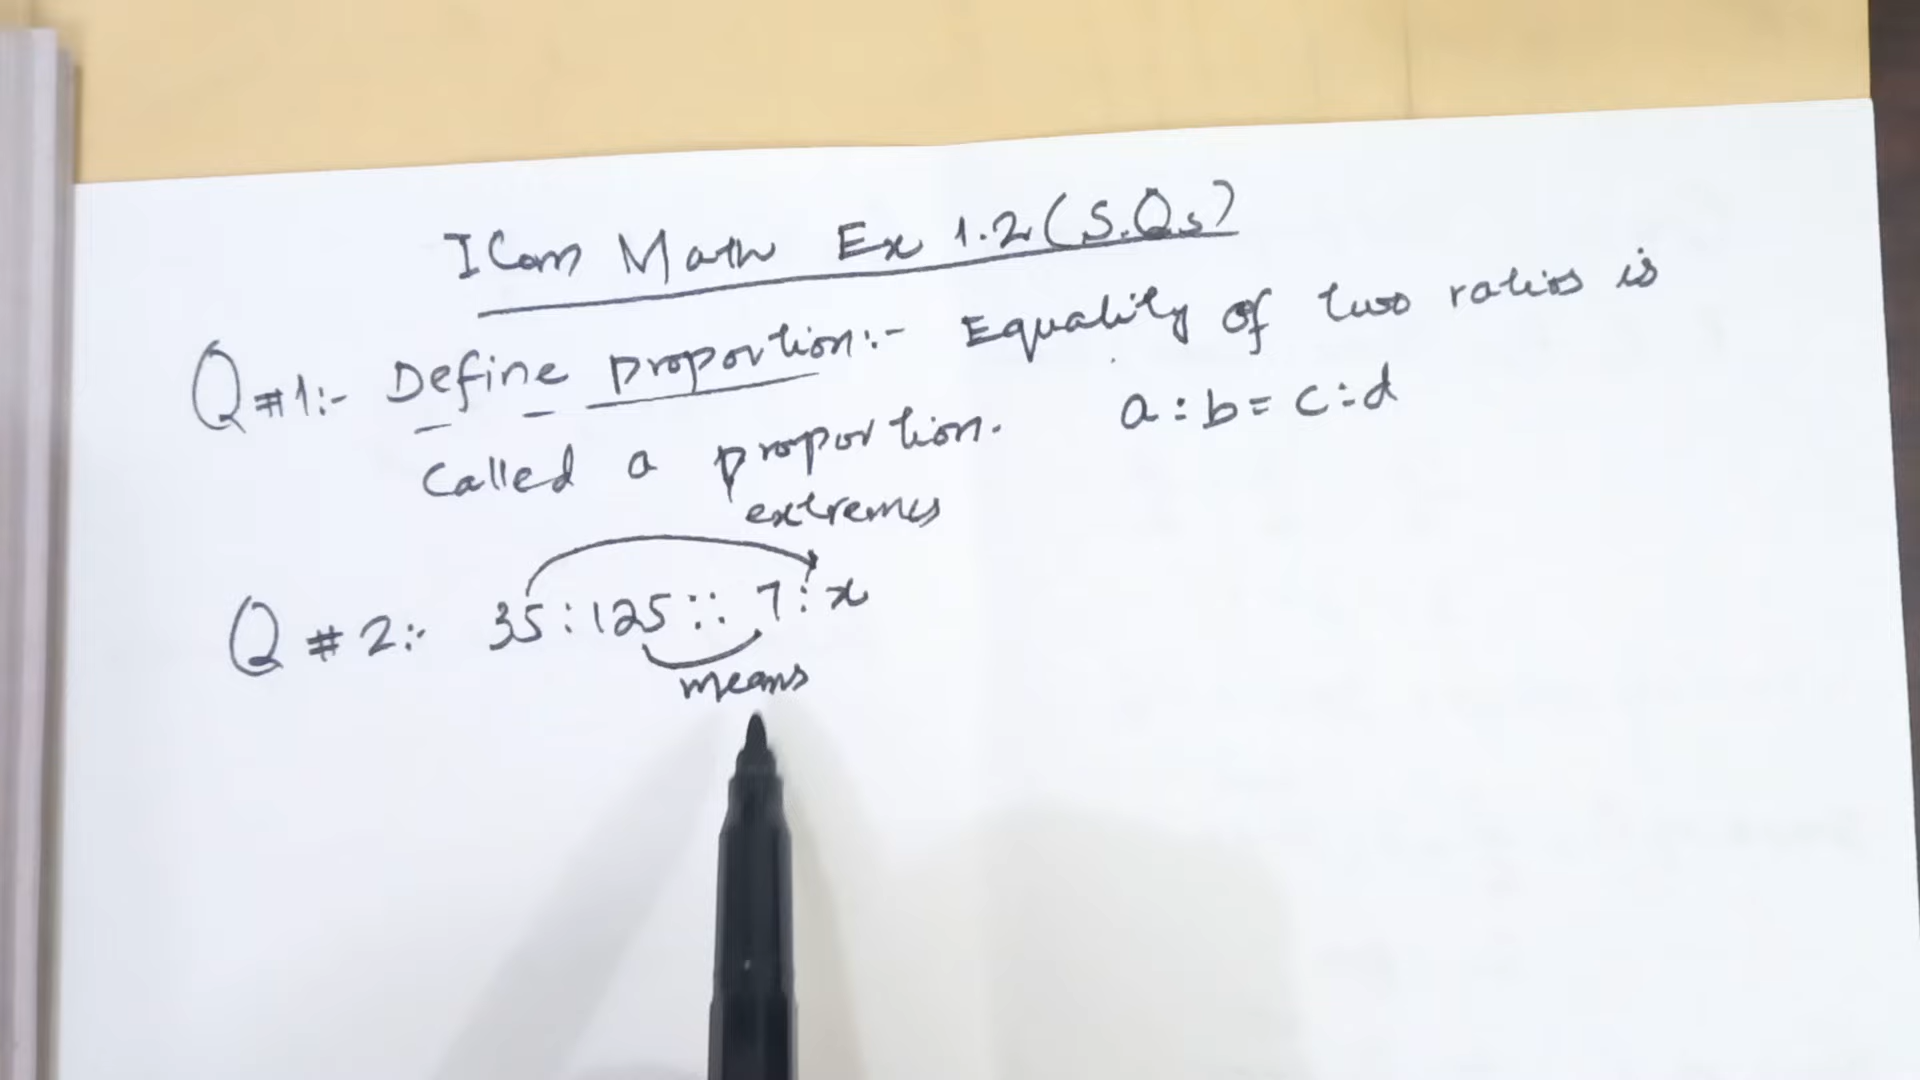 I Com Math Ex 1.2 (S.Qs)
Q#1:- Define proportion:- Equality of two ratios is
called a proportion. a:b = c:d
extremes
Q#2:- 35:125 :: 7:x
means